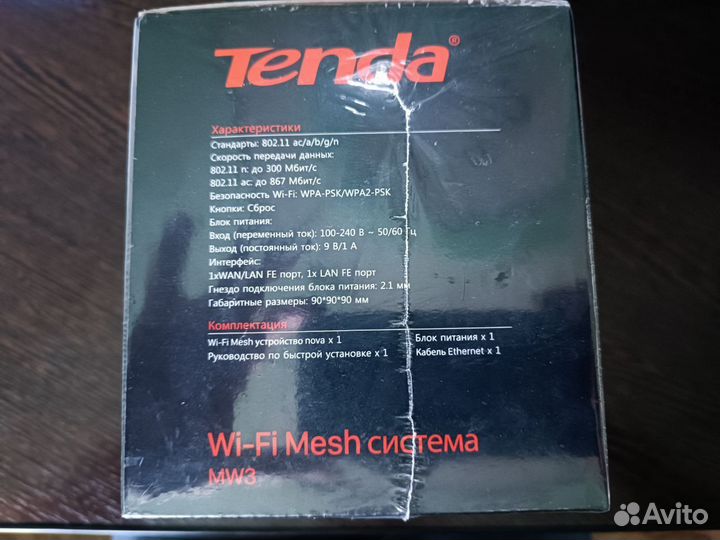 Tenda®
Характеристики
Стандарты: 802.11 ac/a/b/g/n
Скорость передачи данных:
802.11 n: до 300 Мбит/с
802.11 ac: до 867 Мбит/с
Безопасность Wi-Fi: WPA-PSK/WPA2-PSK
Кнопки: Сброс
Блок питания:
Вход (переменный ток): 100-240 В ~ 50/60 Гц
Выход (постоянный ток): 9 В/1 А
Интерфейс:
1xWAN/LAN FE порт, 1x LAN FE порт
Гнездо подключения блока питания: 2.1 мм
Габаритные размеры: 90*90*90 мм
Комплектация
Wi-Fi Mesh устройство nova x 1
Блок питания x 1
Руководство по быстрой установке x 1
Кабель Ethernet x 1
Wi-Fi Mesh система
MW3
Avito